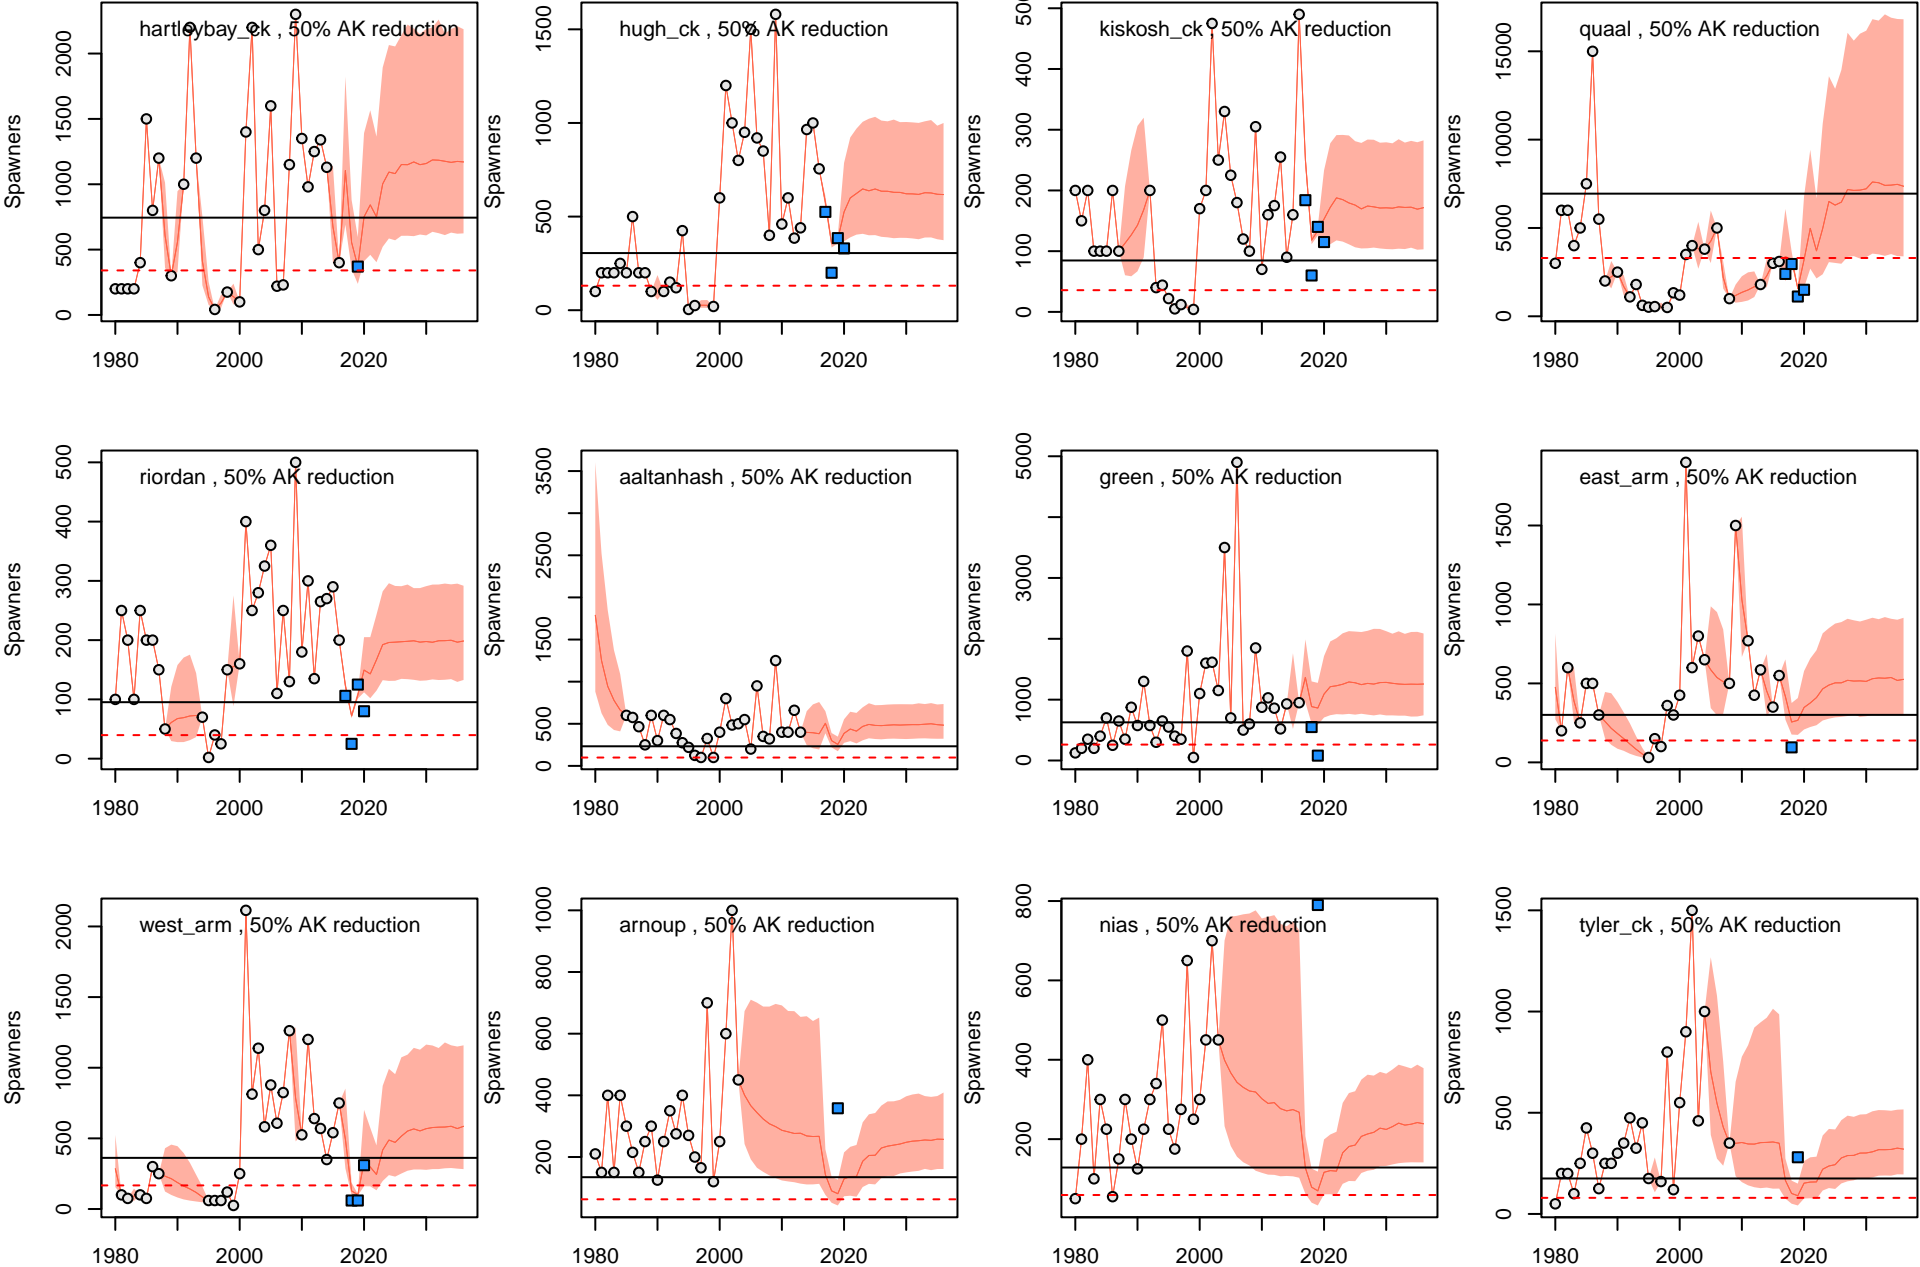 hartleybay_ck , 50% AK reduction
Spawners
0 500 1000 1500 2000
1980 2000 2020
hugh_ck , 50% AK reduction
Spawners
0 500 1000 1500
1980 2000 2020
kiskosh_ck , 50% AK reduction
Spawners
0 100 200 300 400 500
1980 2000 2020
quaal , 50% AK reduction
Spawners
0 5000 10000 15000
1980 2000 2020
riordan , 50% AK reduction
Spawners
0 100 200 300 400 500
1980 2000 2020
aaltanhash , 50% AK reduction
Spawners
0 500 1500 2500 3500
1980 2000 2020
green , 50% AK reduction
Spawners
0 1000 3000 5000
1980 2000 2020
east_arm , 50% AK reduction
Spawners
0 500 1000 1500
1980 2000 2020
west_arm , 50% AK reduction
Spawners
0 500 1000 1500 2000
1980 2000 2020
arnoup , 50% AK reduction
Spawners
200 400 600 800 1000
1980 2000 2020
nias , 50% AK reduction
Spawners
200 400 600 800
1980 2000 2020
tyler_ck , 50% AK reduction
Spawners
0 500 1000 1500
1980 2000 2020